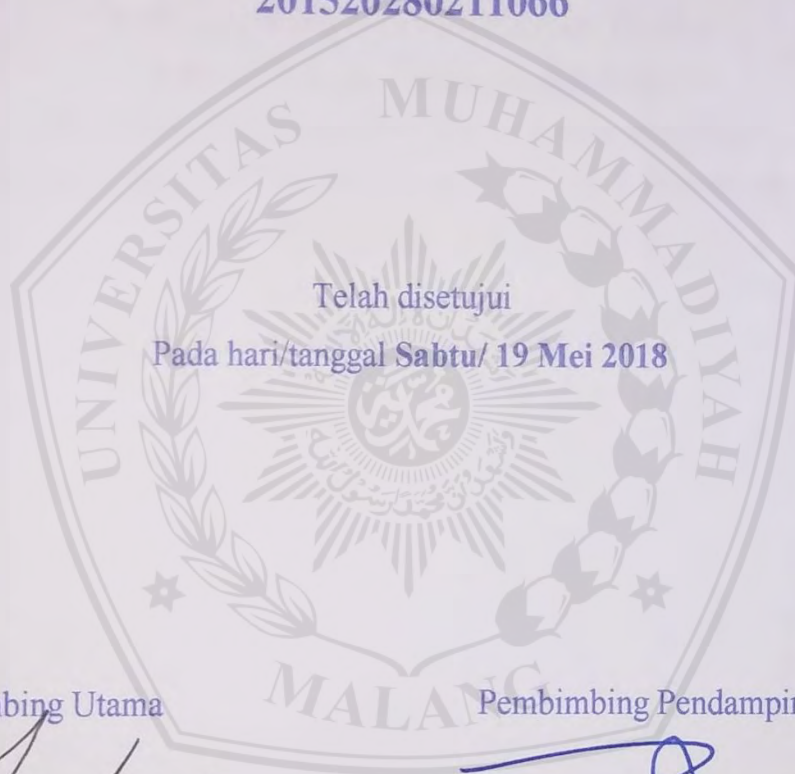 201520280211066
UNIVERSITAS MUHAMMADIYAH
Telah disetujui
Pada hari/tanggal Sabtu/ 19 Mei 2018
MALANG
bing Utama Pembimbing Pendampin